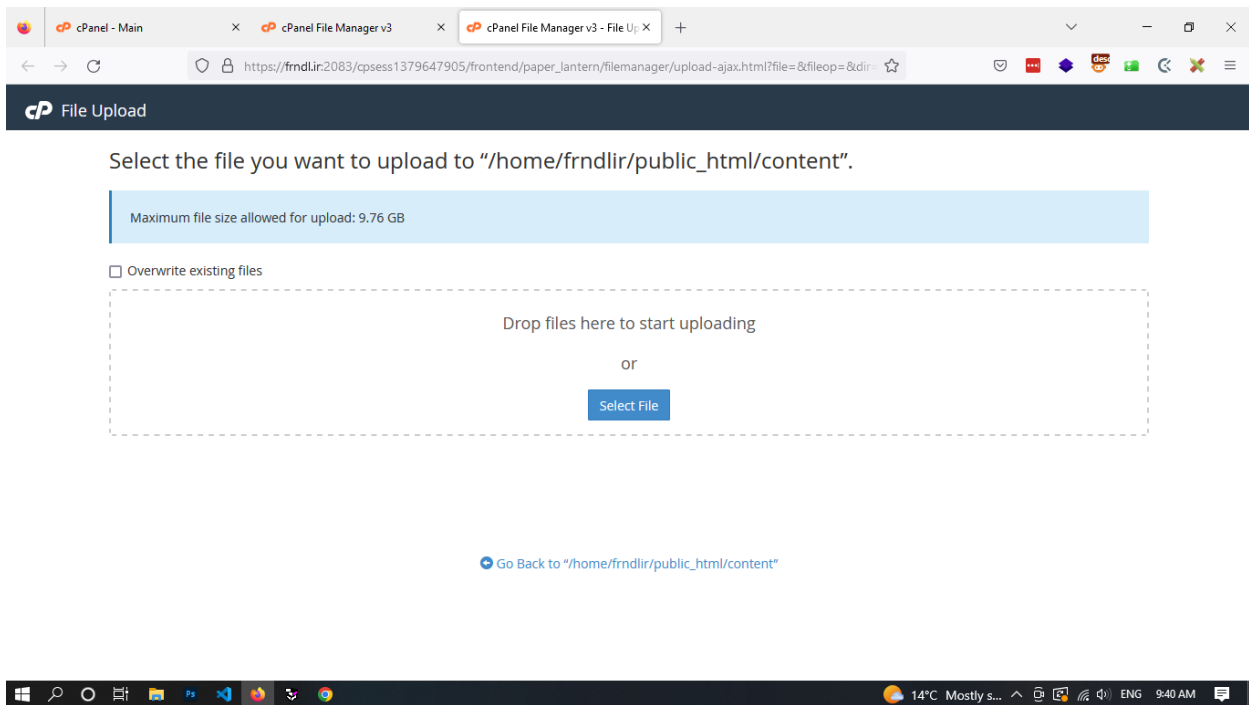 cPanel - Main
cPanel File Manager v3
cPanel File Manager v3 - File Up
https://frndl.ir:2083/cpsess1379647905/frontend/paper_lantern/filemanager/upload-ajax.html?file=&fileop=&dir=
desc
cP File Upload
Select the file you want to upload to “/home/frndlir/public_html/content”.
Maximum file size allowed for upload: 9.76 GB
Overwrite existing files
Drop files here to start uploading
or
Select File
Go Back to “/home/frndlir/public_html/content”
Ps
14°C Mostly s... ENG 9:40 AM